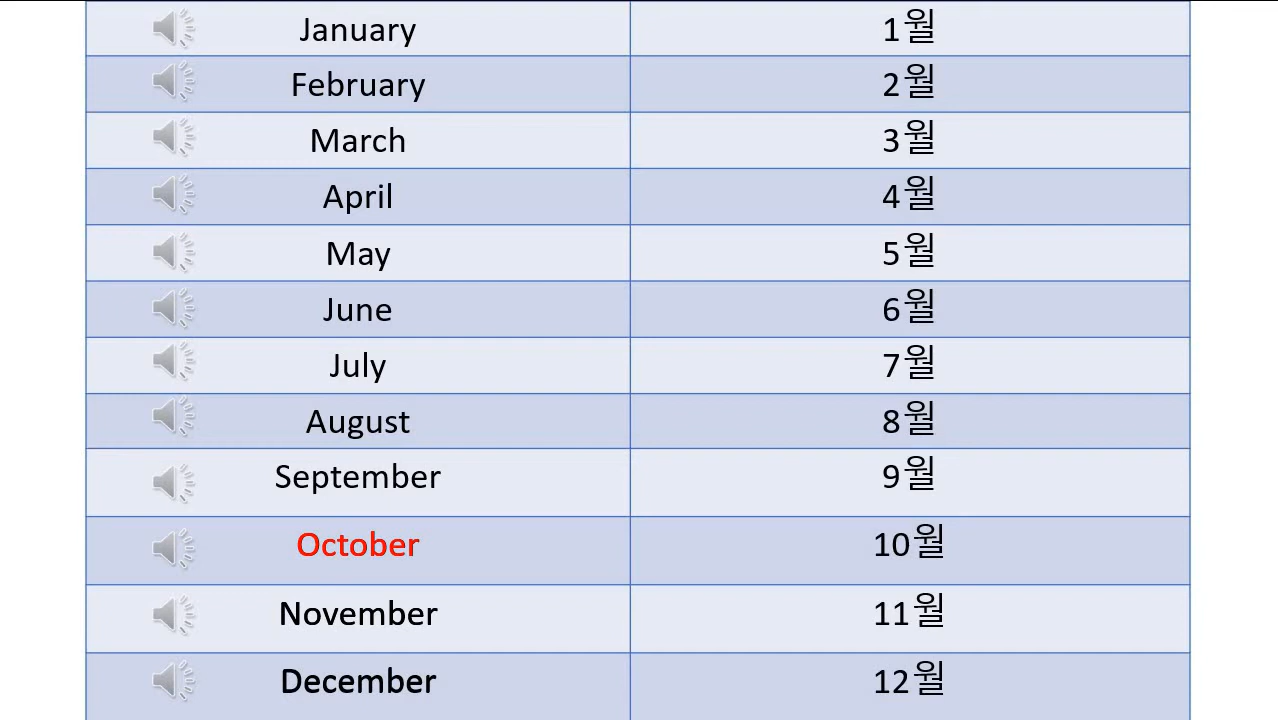 January 1월
February 2월
March 3월
April 4월
May 5월
June 6월
July 7월
August 8월
September 9월
October 10월
November 11월
December 12월